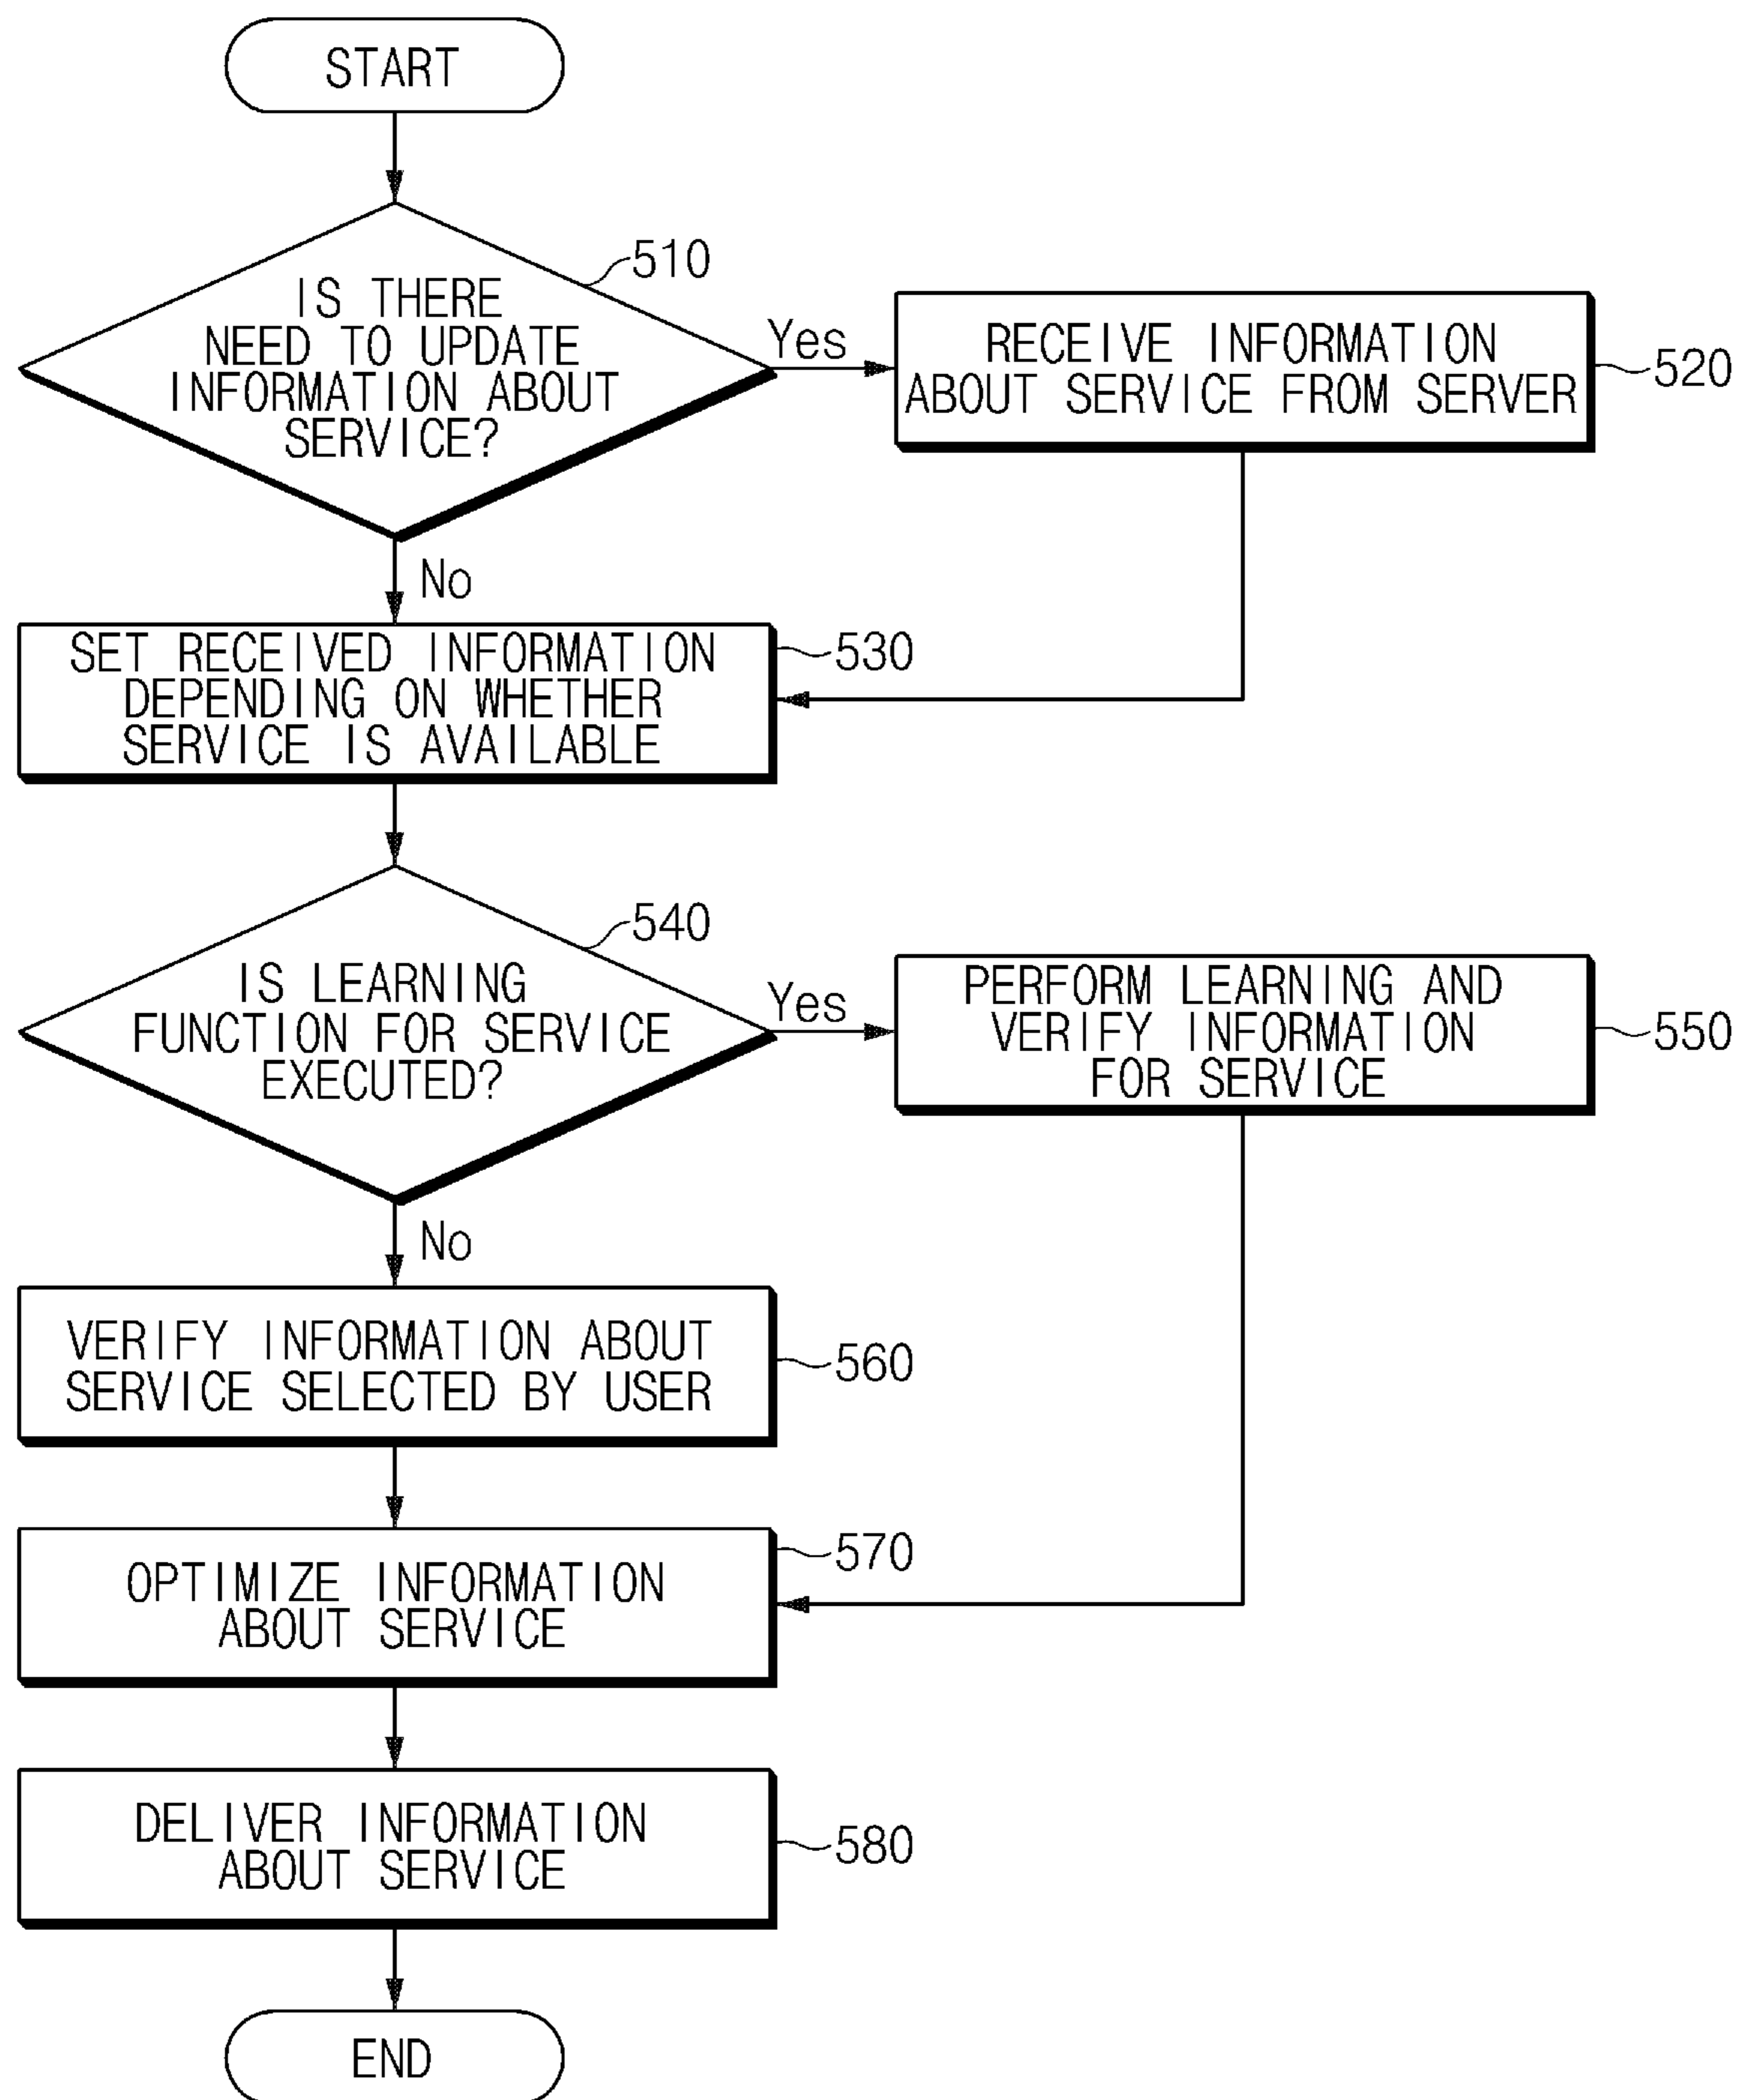 START
510
IS THERE
NEED TO UPDATE
INFORMATION ABOUT
SERVICE?
Yes
RECEIVE INFORMATION
ABOUT SERVICE FROM SERVER
520
No
SET RECEIVED INFORMATION
DEPENDING ON WHETHER
SERVICE IS AVAILABLE
530
540
IS LEARNING
FUNCTION FOR SERVICE
EXECUTED?
Yes
PERFORM LEARNING AND
VERIFY INFORMATION
FOR SERVICE
550
No
VERIFY INFORMATION ABOUT
SERVICE SELECTED BY USER
560
OPTIMIZE INFORMATION
ABOUT SERVICE
570
DELIVER INFORMATION
ABOUT SERVICE
580
END